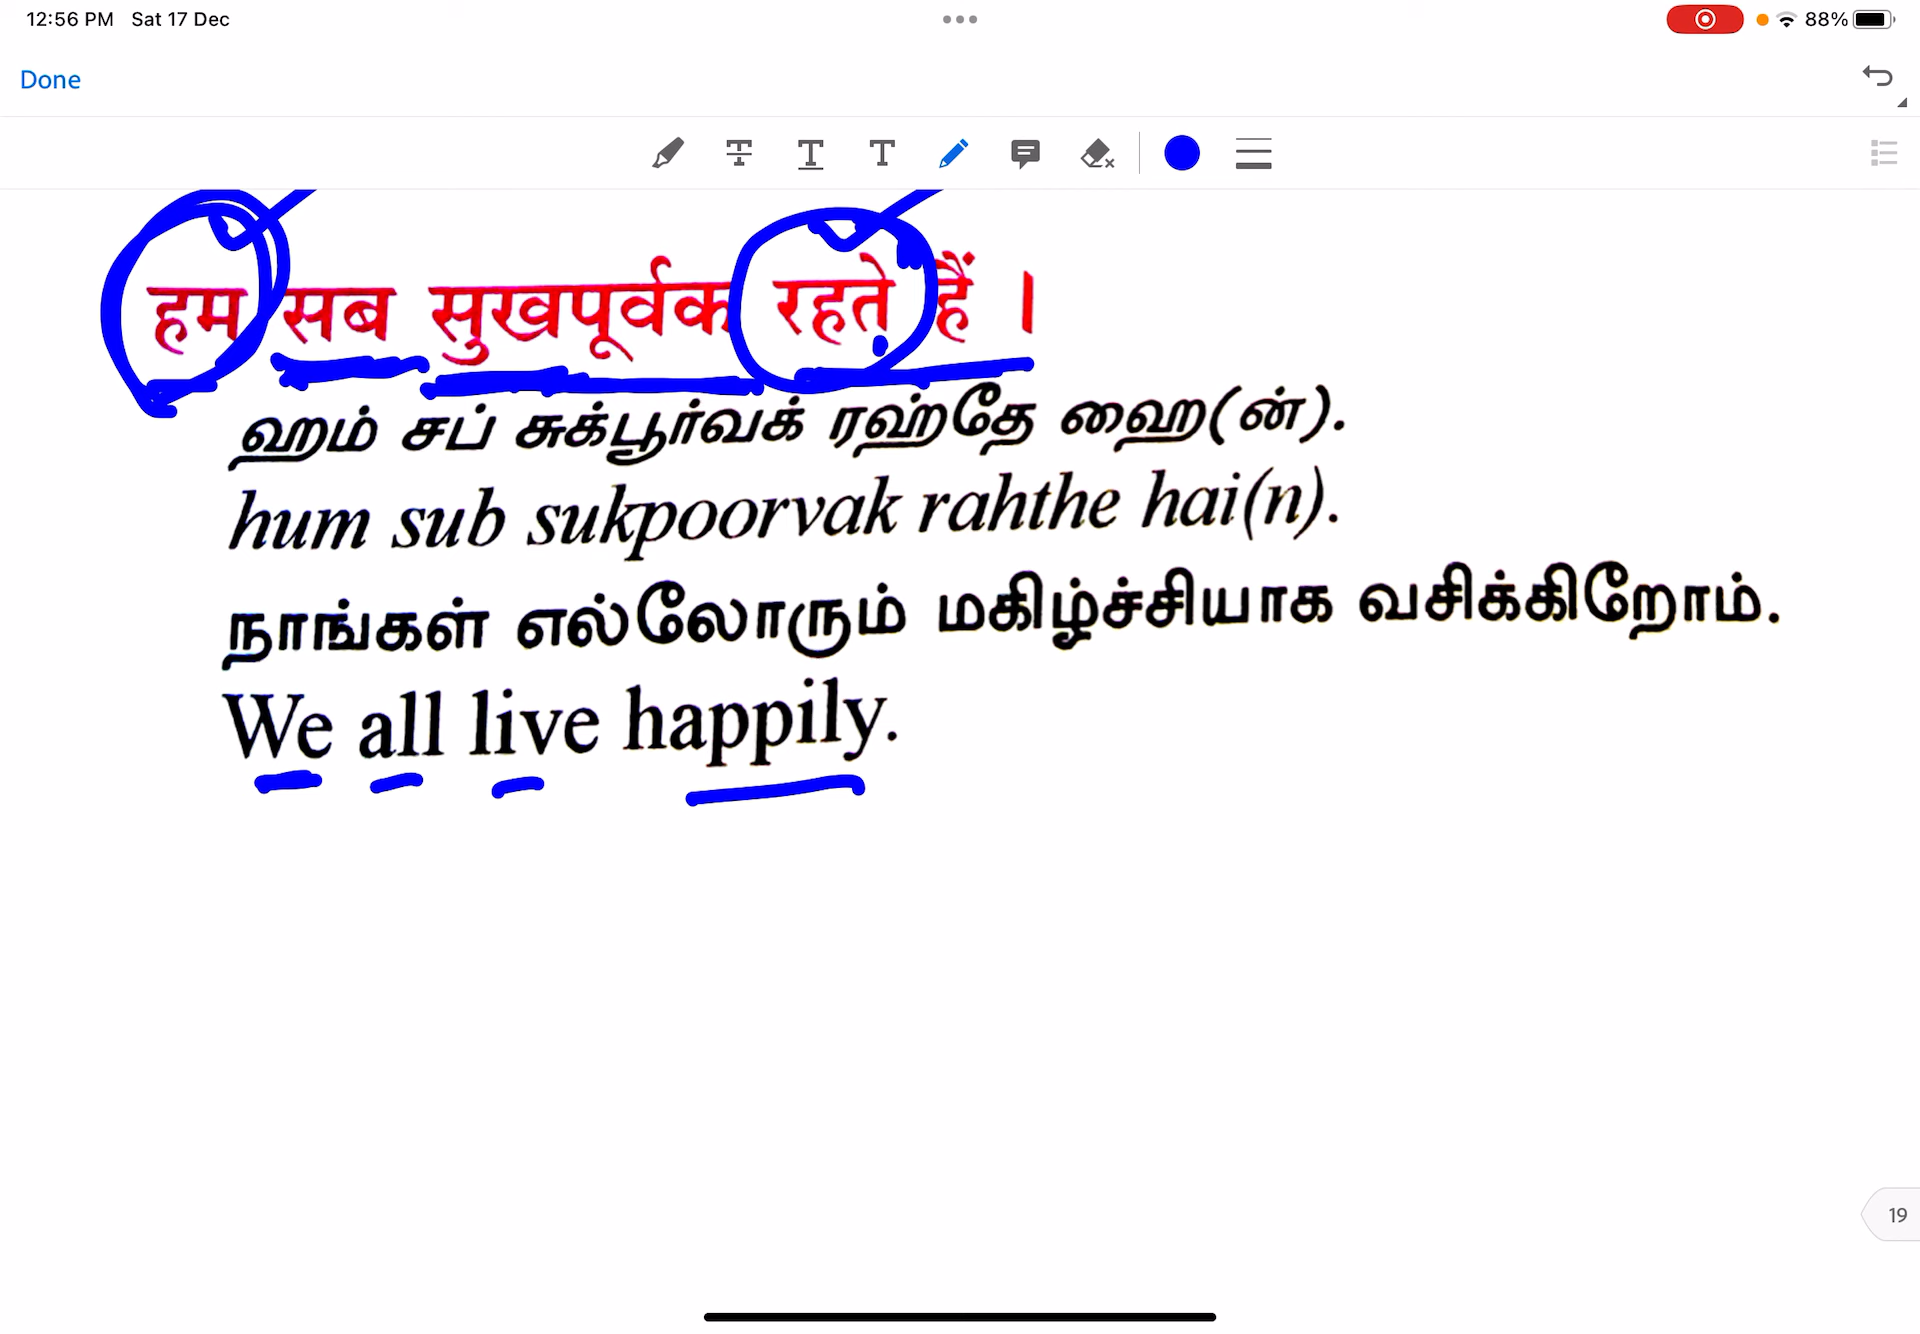 12:56 PM Sat 17 Dec 88%
Done
हम सब सुखपूर्वक रहते हैं ।
ஹம் சப் சுக்பூர்வக் ரஹ்தே ஹை(ன்).
hum sub sukpoorvak rahthe hai(n).
நாங்கள் எல்லோரும் மகிழ்ச்சியாக வசிக்கிறோம்.
We all live happily.
19